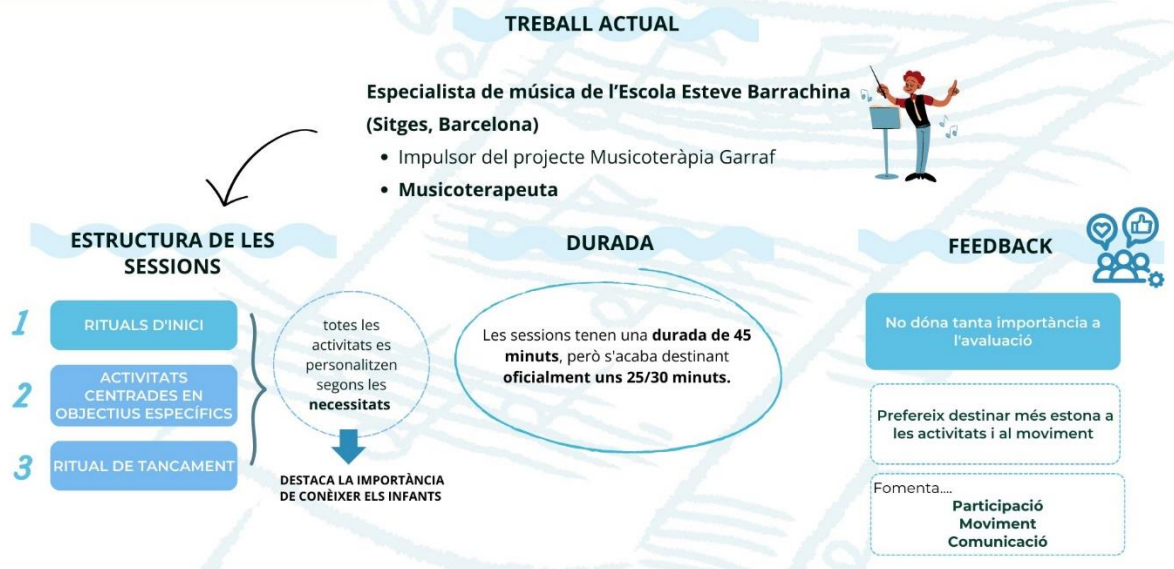 TREBALL ACTUAL
Especialista de música de l'Escola Esteve Barrachina
(Sitges, Barcelona)
• Impulsor del projecte Musicoteràpia Garraf
• Musicoterapeuta
ESTRUCTURA DE LES
SESSIONS
1
RITUALS D'INICI
2
ACTIVITATS
CENTRADES EN
OBJECTIUS ESPECÍFICS
3
RITUAL DE TANCAMENT
totes les
activitats es
personalitzen
segons les
necessitats
DESTACA LA IMPORTÀNCIA
DE CONÈIXER ELS INFANTS
DURADA
Les sessions tenen una durada de 45
minuts, però s'acaba destinant
oficialment uns 25/30 minuts.
FEEDBACK
No dóna tanta importància a
l'avaluació
Prefereix destinar més estona a
les activitats i al moviment
Fomenta....
Participació
Moviment
Comunicació